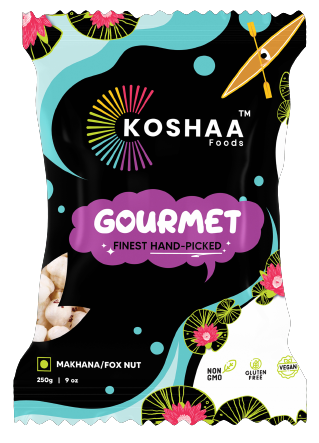 KOSHAA™
Foods
GOURMET
FINEST HAND-PICKED
MAKHANA/FOX NUT
250g | 9 oz
NON
GMO
GLUTEN
FREE
VEGAN